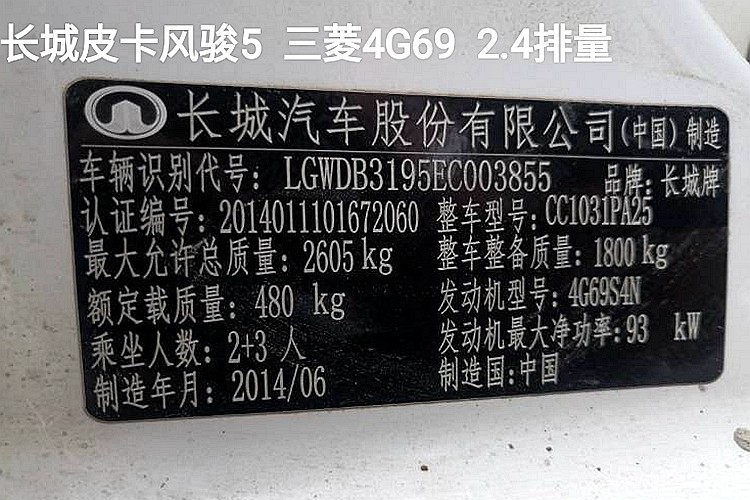 长城皮卡风骏5 三菱4G69 2.4排量
长城汽车股份有限公司(中国)制造
车辆识别代号: LGWDB3195EC003855 品牌: 长城牌
认证编号: 2014011101672060 整车型号: CC1031PA25
最大允许总质量: 2605 kg 整车整备质量: 1800 kg
额定载质量: 480 kg 发动机型号: 4G69S4N
乘坐人数: 2+3 人 发动机最大净功率: 93 kW
制造年月: 2014/06 制造国: 中国